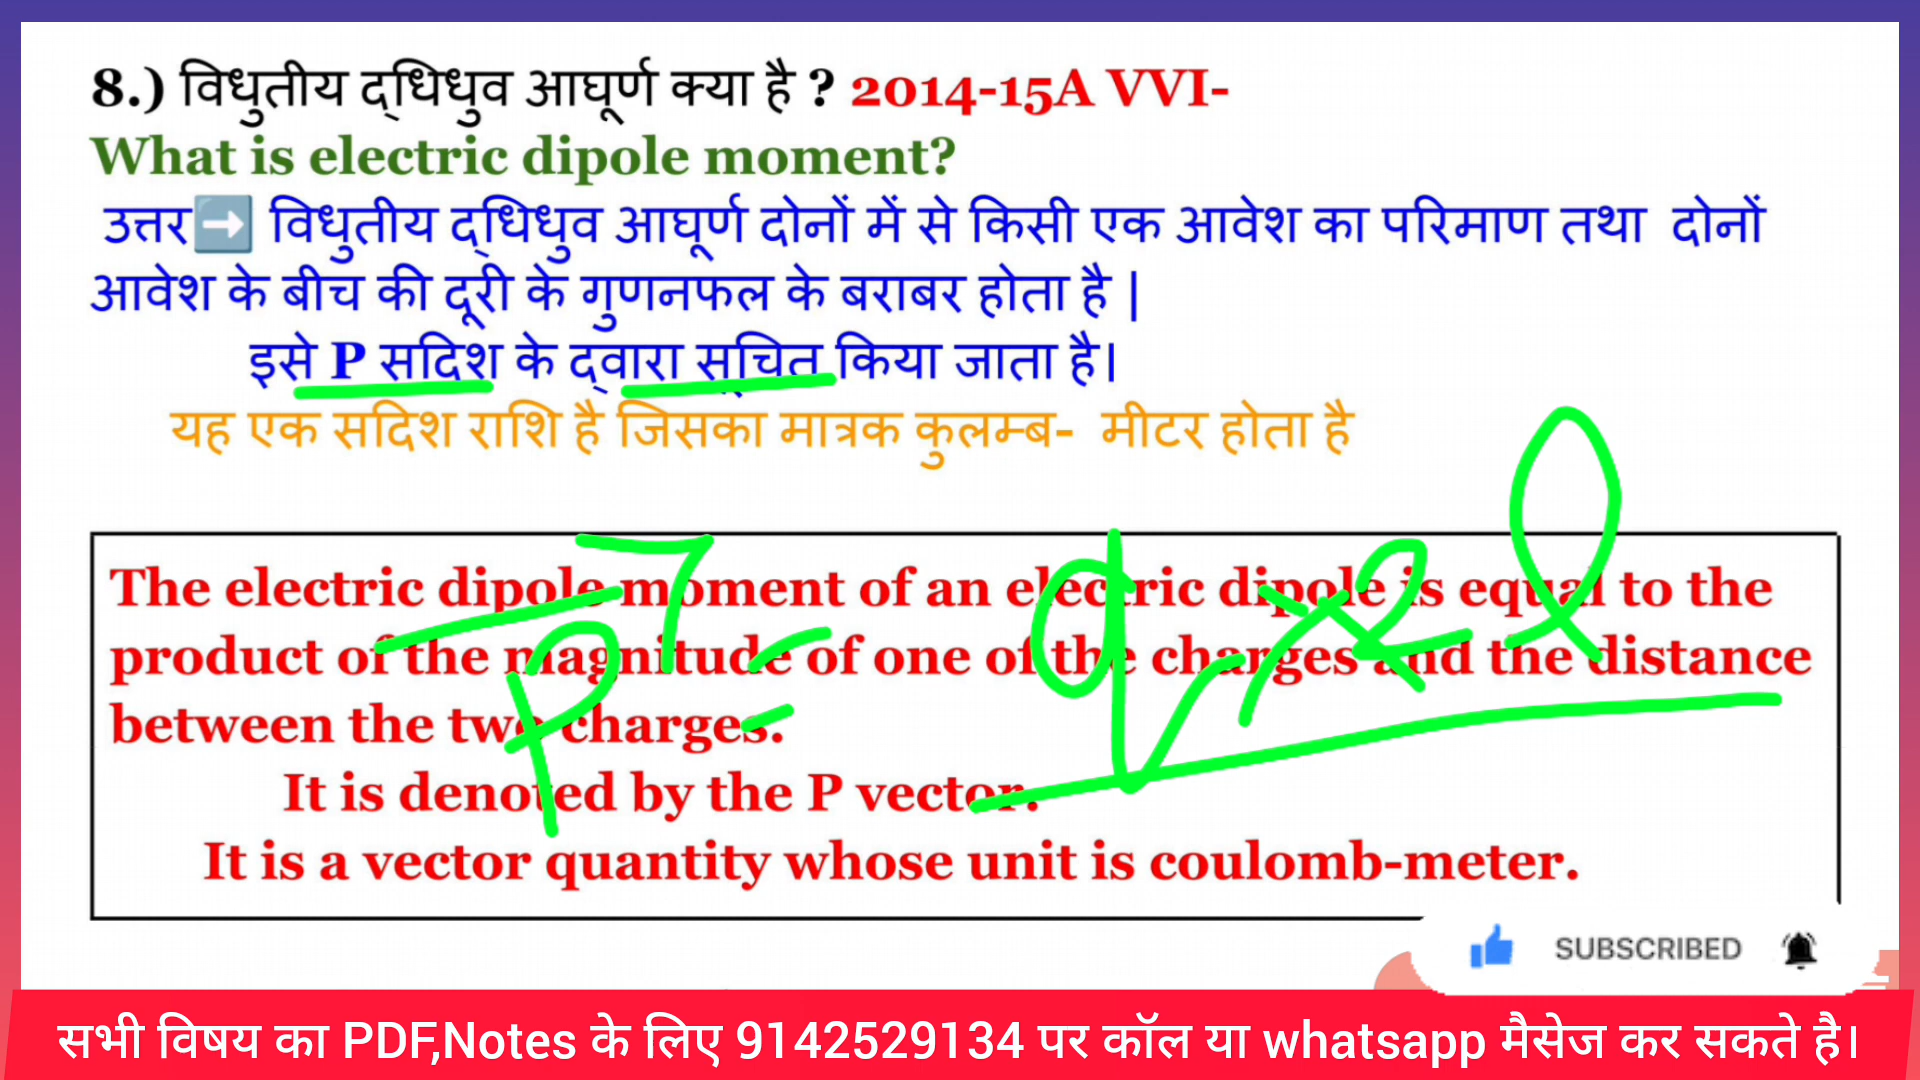 8.) विधुतीय द्धिधुव आघूर्ण क्या है ? 2014-15A VVI-
What is electric dipole moment?
उत्तर➡️ विधुतीय द्धिधुव आघूर्ण दोनों में से किसी एक आवेश का परिमाण तथा दोनों
आवेश के बीच की दूरी के गुणनफल के बराबर होता है |
इसे P सदिश के द्वारा सूचित किया जाता है।
यह एक सदिश राशि है जिसका मात्रक कुलम्ब- मीटर होता है
The electric dipole moment of an electric dipole is equal to the
product of the magnitude of one of the charges and the distance
between the two charges.
It is denoted by the P vector.
It is a vector quantity whose unit is coulomb-meter.
P = q x 2l
SUBSCRIBED
सभी विषय का PDF,Notes के लिए 9142529134 पर कॉल या whatsapp मैसेज कर सकते है।